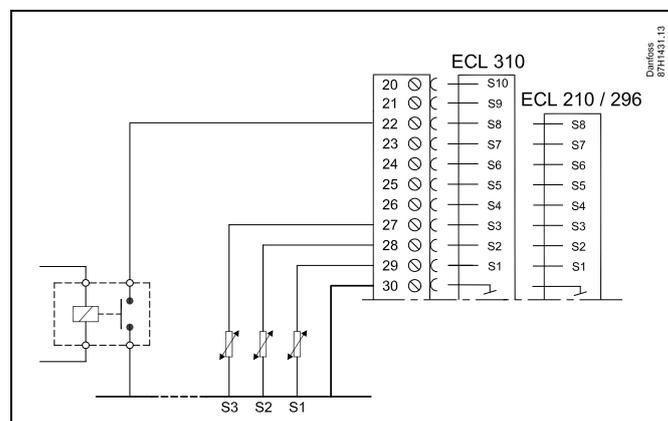 Danfoss
87H1431.13
ECL 310
ECL 210 / 296
20 S10
21 S9
22 S8 S8
23 S7 S7
24 S6 S6
25 S5 S5
26 S4 S4
27 S3 S3
28 S2 S2
29 S1 S1
30
S3 S2 S1